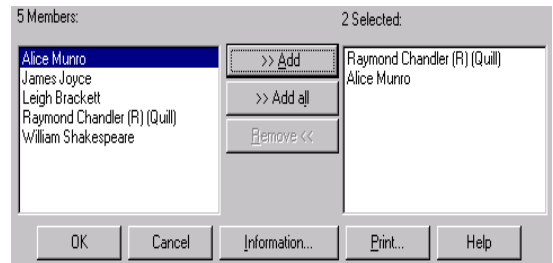 5 Members:
2 Selected:
Alice Munro
James Joyce
Leigh Brackett
Raymond Chandler (R) (Quill)
William Shakespeare
>> Add
>> Add all
Remove <<
Raymond Chandler (R) (Quill)
Alice Munro
OK
Cancel
Information...
Print...
Help